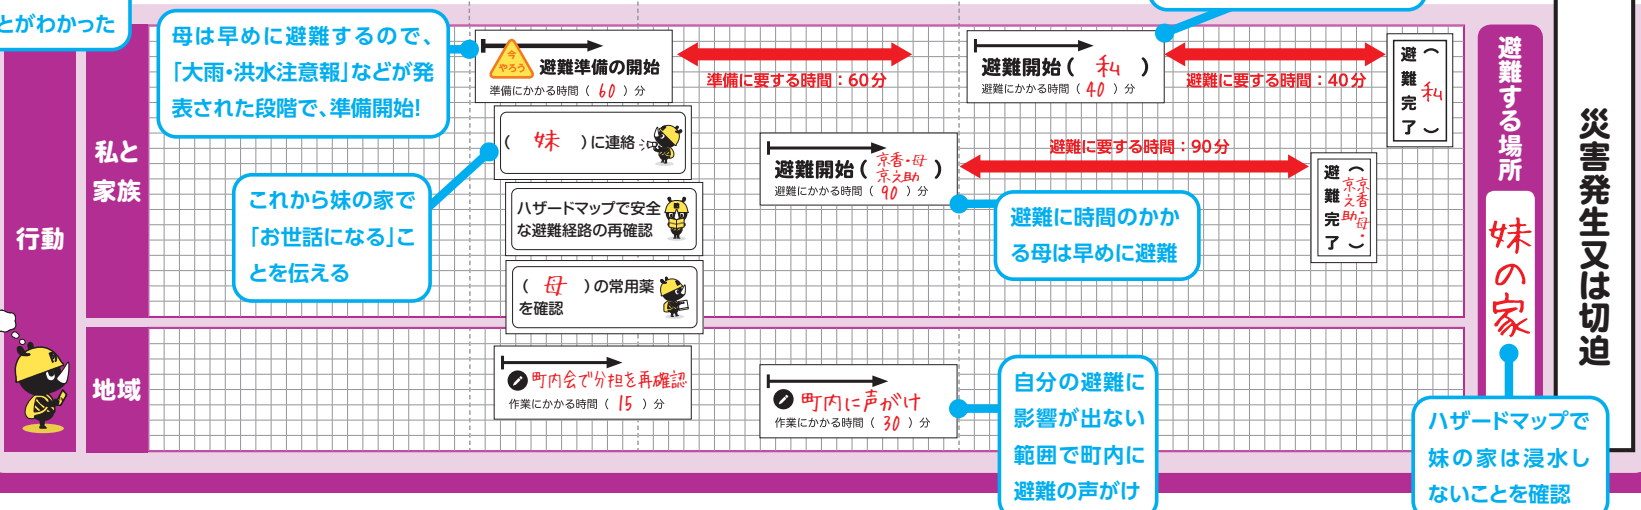 とがわかった
母は早めに避難するので、
「大雨・洪水注意報」などが発
表された段階で、準備開始!
今
やろう
避難準備の開始
準備にかかる時間（ 60 ）分
準備に要する時間：60分
避難開始（ 私 ）
避難にかかる時間（ 40 ）分
避難に要する時間：40分
避難完了（私）
（ 妹 ）に連絡
これから妹の家で
「お世話になる」こ
とを伝える
ハザードマップで安全
な避難経路の再確認
（ 母 ）の常用薬
を確認
避難開始（ 京香・母 京之助 ）
避難にかかる時間（ 90 ）分
避難に要する時間：90分
避難完了（京香・母・京之助）
避難に時間のかか
る母は早めに避難
私と
家族
行動
地域
町内会で分担を再確認
作業にかかる時間（ 15 ）分
町内に声がけ
作業にかかる時間（ 30 ）分
自分の避難に
影響が出ない
範囲で町内に
避難の声がけ
避難する場所
妹の家
ハザードマップで
妹の家は浸水し
ないことを確認
災害発生又は切迫